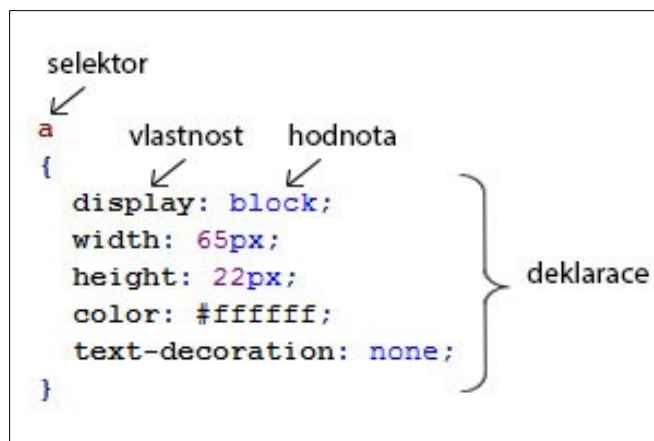 selektor
a
vlastnost hodnota
{
display: block;
width: 65px;
height: 22px;
deklarace
color: #ffffff;
text-decoration: none;
}